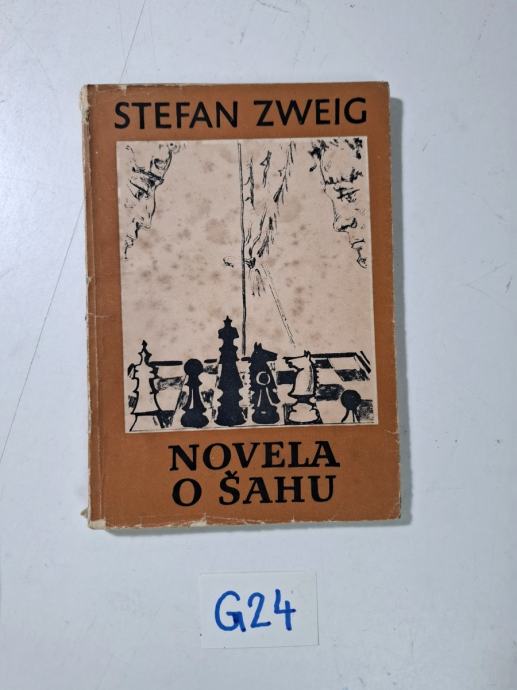 STEFAN ZWEIG
NOVELA
O ŠAHU
G24